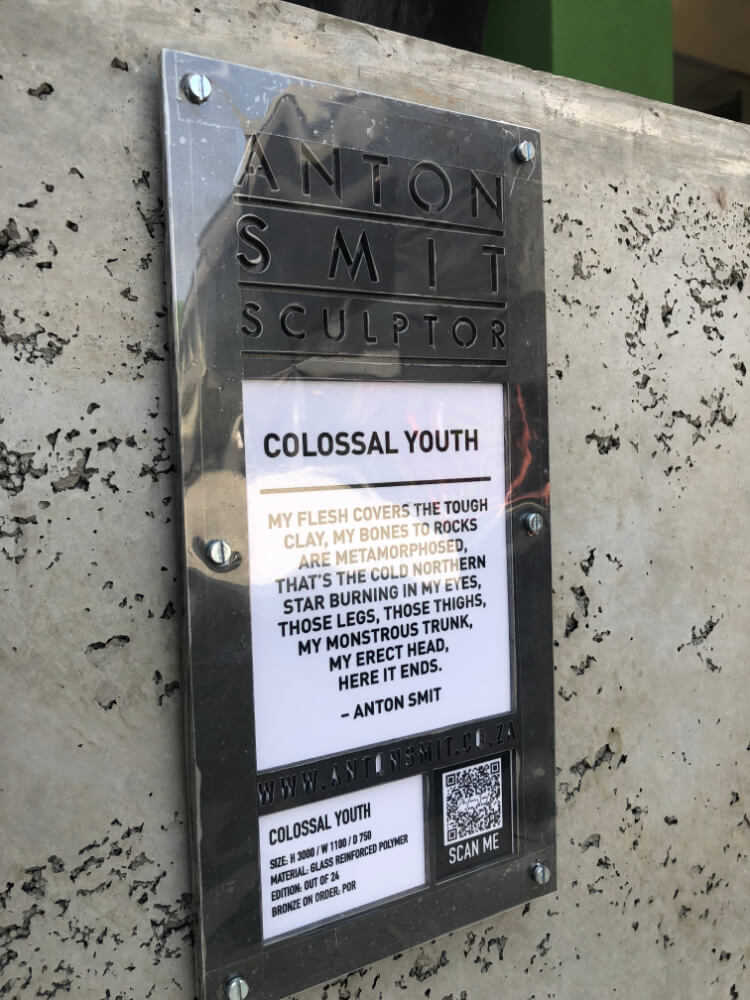 ANTON
SMIT
SCULPTOR
COLOSSAL YOUTH
MY FLESH COVERS THE TOUGH
CLAY, MY BONES TO ROCKS
ARE METAMORPHOSED,
THAT'S THE COLD NORTHERN
STAR BURNING IN MY EYES,
THOSE LEGS, THOSE THIGHS,
MY MONSTROUS TRUNK,
MY ERECT HEAD,
HERE IT ENDS.
– ANTON SMIT
WWW.ANTONSMIT.CO.ZA
COLOSSAL YOUTH
SIZE: H 3000 / W 1100 / D 750
MATERIAL: GLASS REINFORCED POLYMER
EDITION: OUT OF 24
BRONZE ON ORDER: POR
SCAN ME